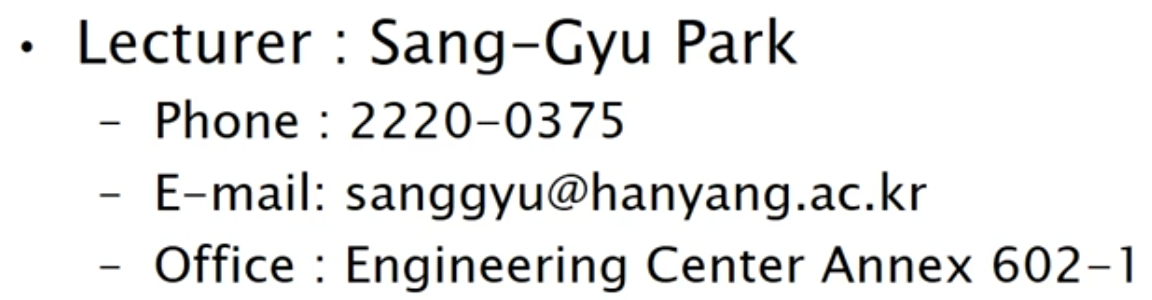 • Lecturer : Sang-Gyu Park
– Phone : 2220-0375
– E-mail: sanggyu@hanyang.ac.kr
– Office : Engineering Center Annex 602-1